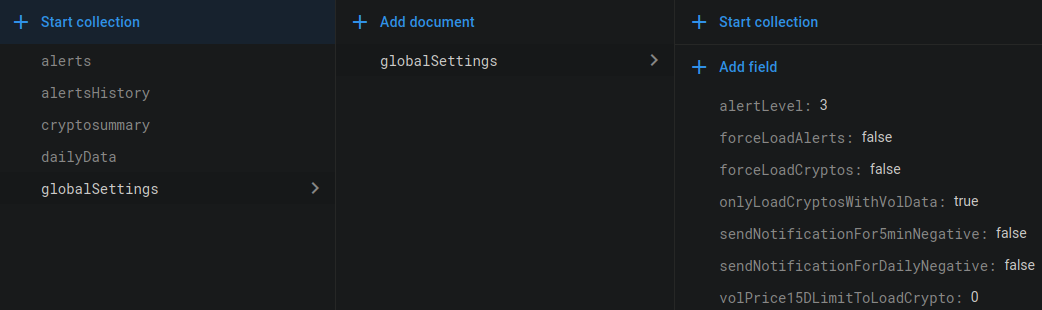 Start collection
alerts
alertsHistory
cryptosummary
dailyData
globalSettings
Add document
globalSettings
Start collection
Add field
alertLevel: 3
forceLoadAlerts: false
forceLoadCryptos: false
onlyLoadCryptosWithVolData: true
sendNotificationFor5minNegative: false
sendNotificationForDailyNegative: false
volPrice15DLimitToLoadCrypto: 0